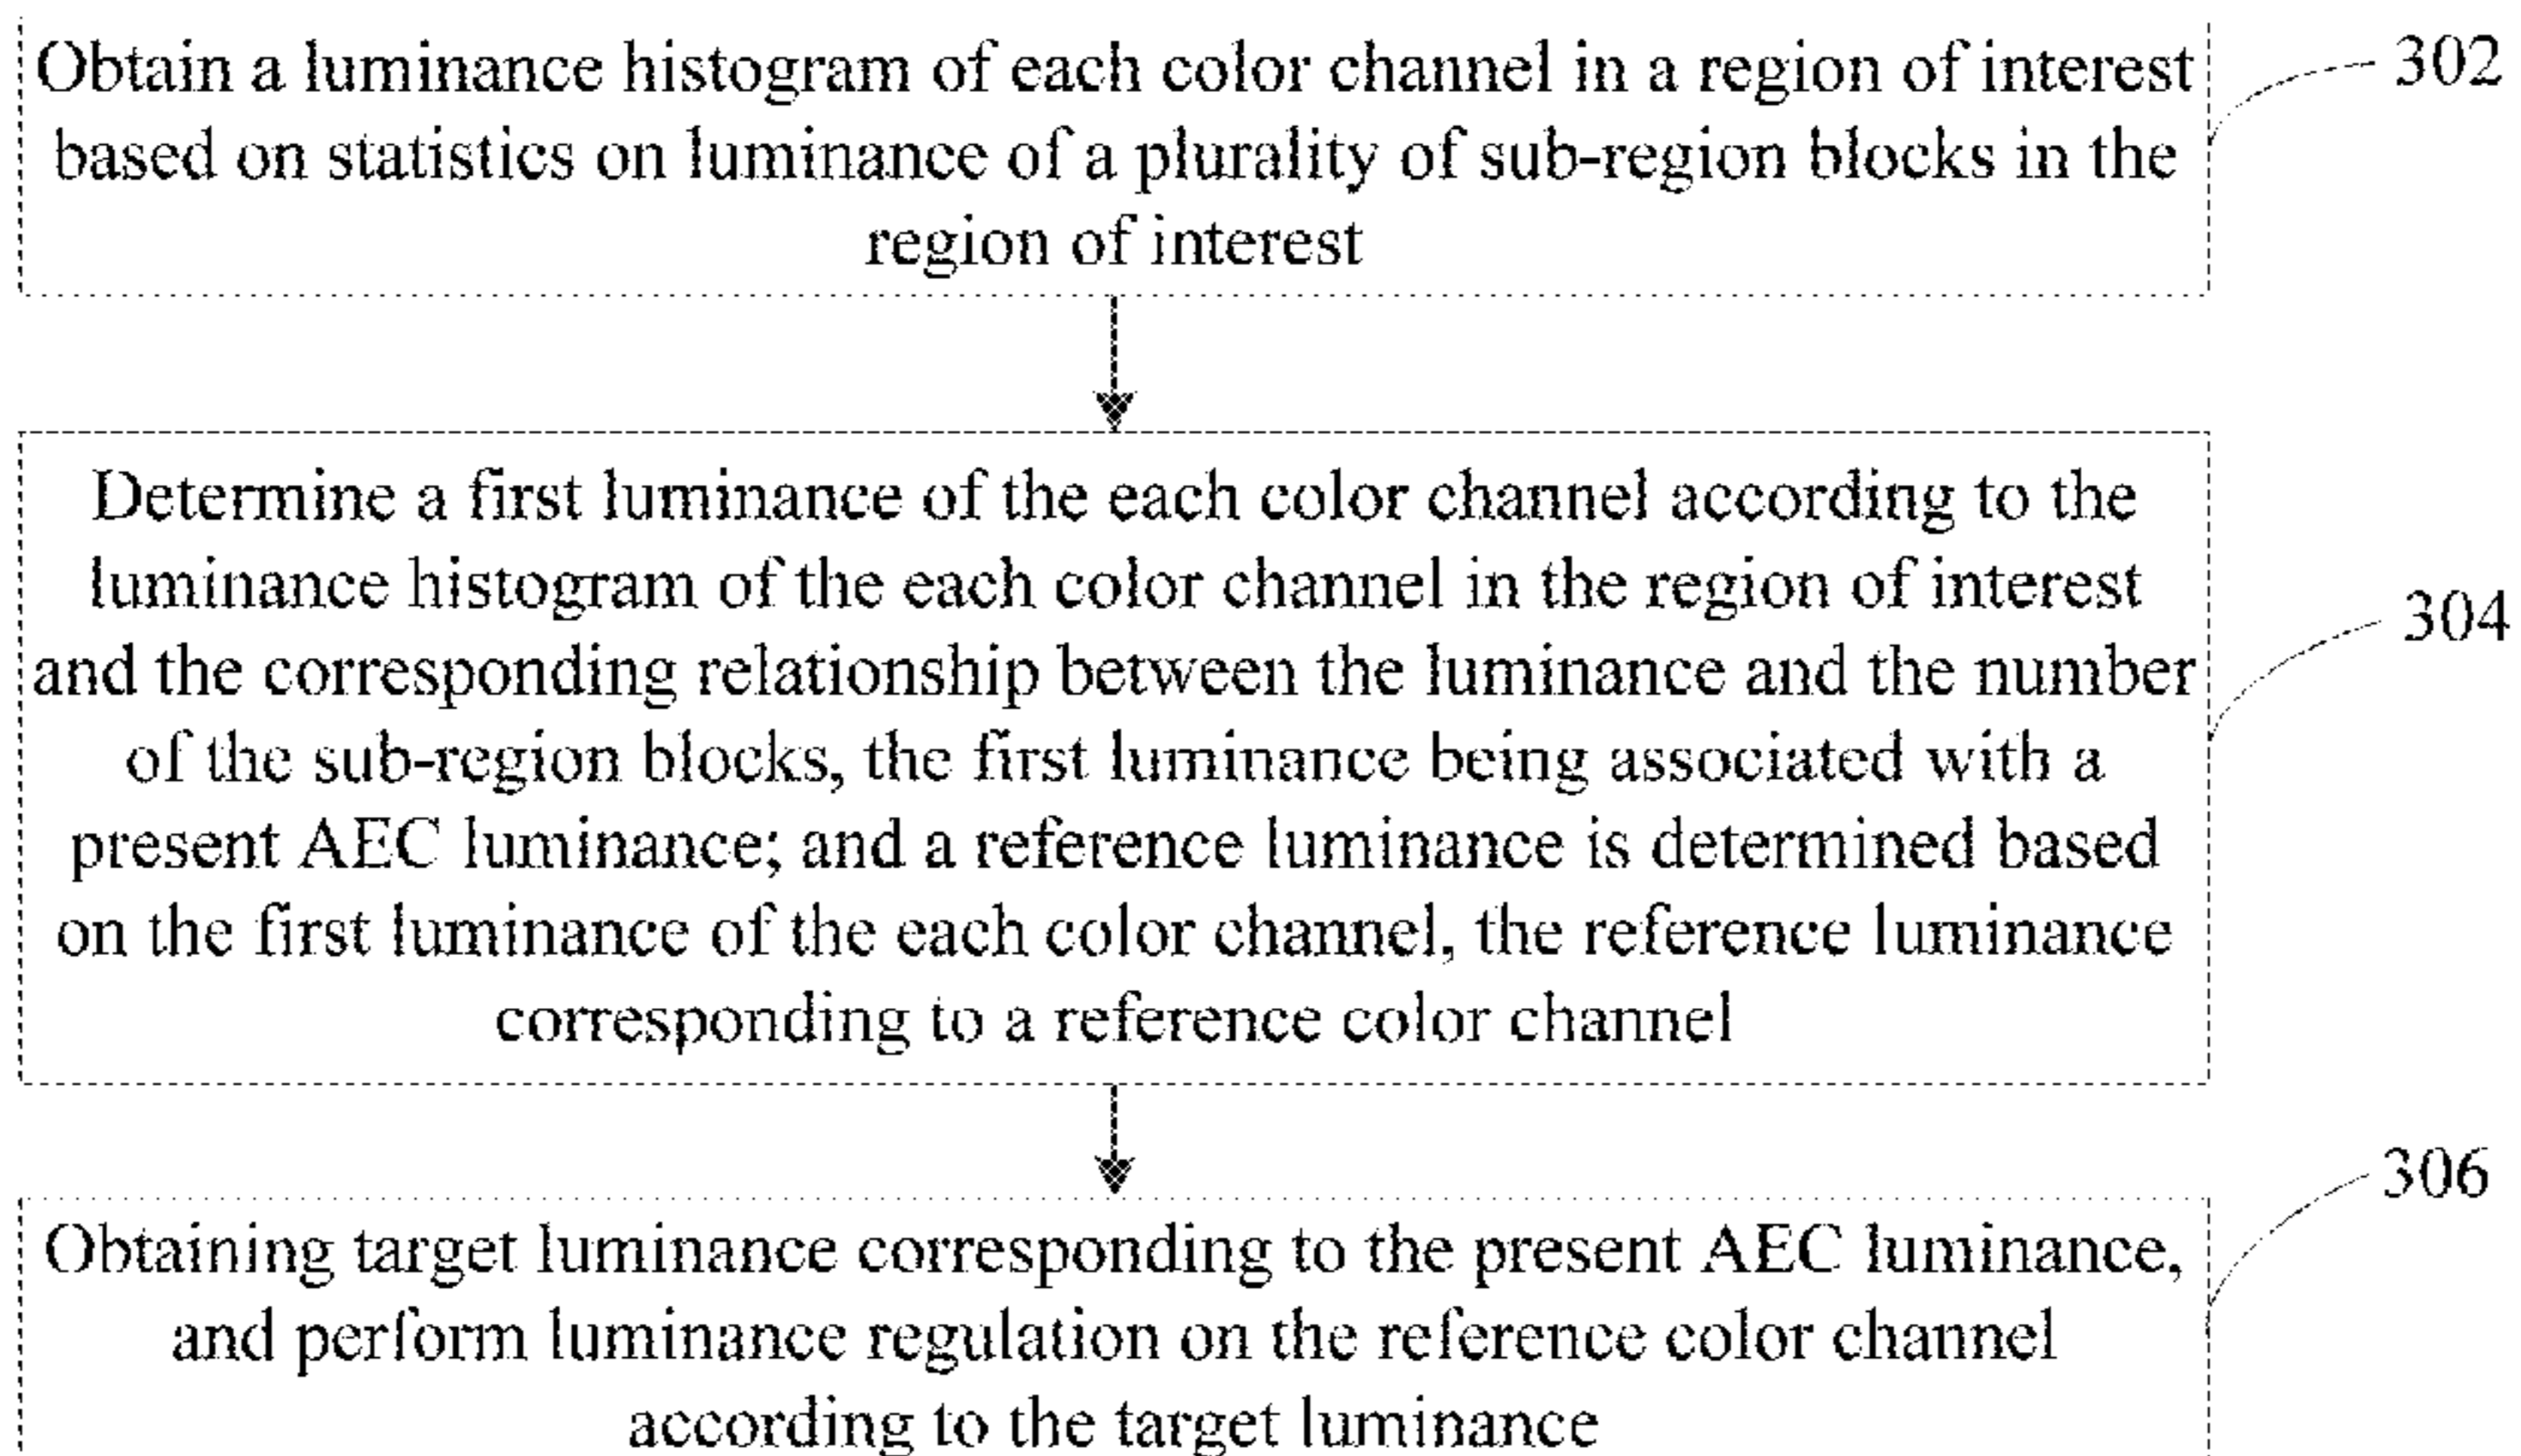 Obtain a luminance histogram of each color channel in a region of interest
based on statistics on luminance of a plurality of sub-region blocks in the
region of interest
302
Determine a first luminance of the each color channel according to the
luminance histogram of the each color channel in the region of interest
and the corresponding relationship between the luminance and the number
of the sub-region blocks, the first luminance being associated with a
present AEC luminance; and a reference luminance is determined based
on the first luminance of the each color channel, the reference luminance
corresponding to a reference color channel
304
Obtaining target luminance corresponding to the present AEC luminance,
and perform luminance regulation on the reference color channel
according to the target luminance
306